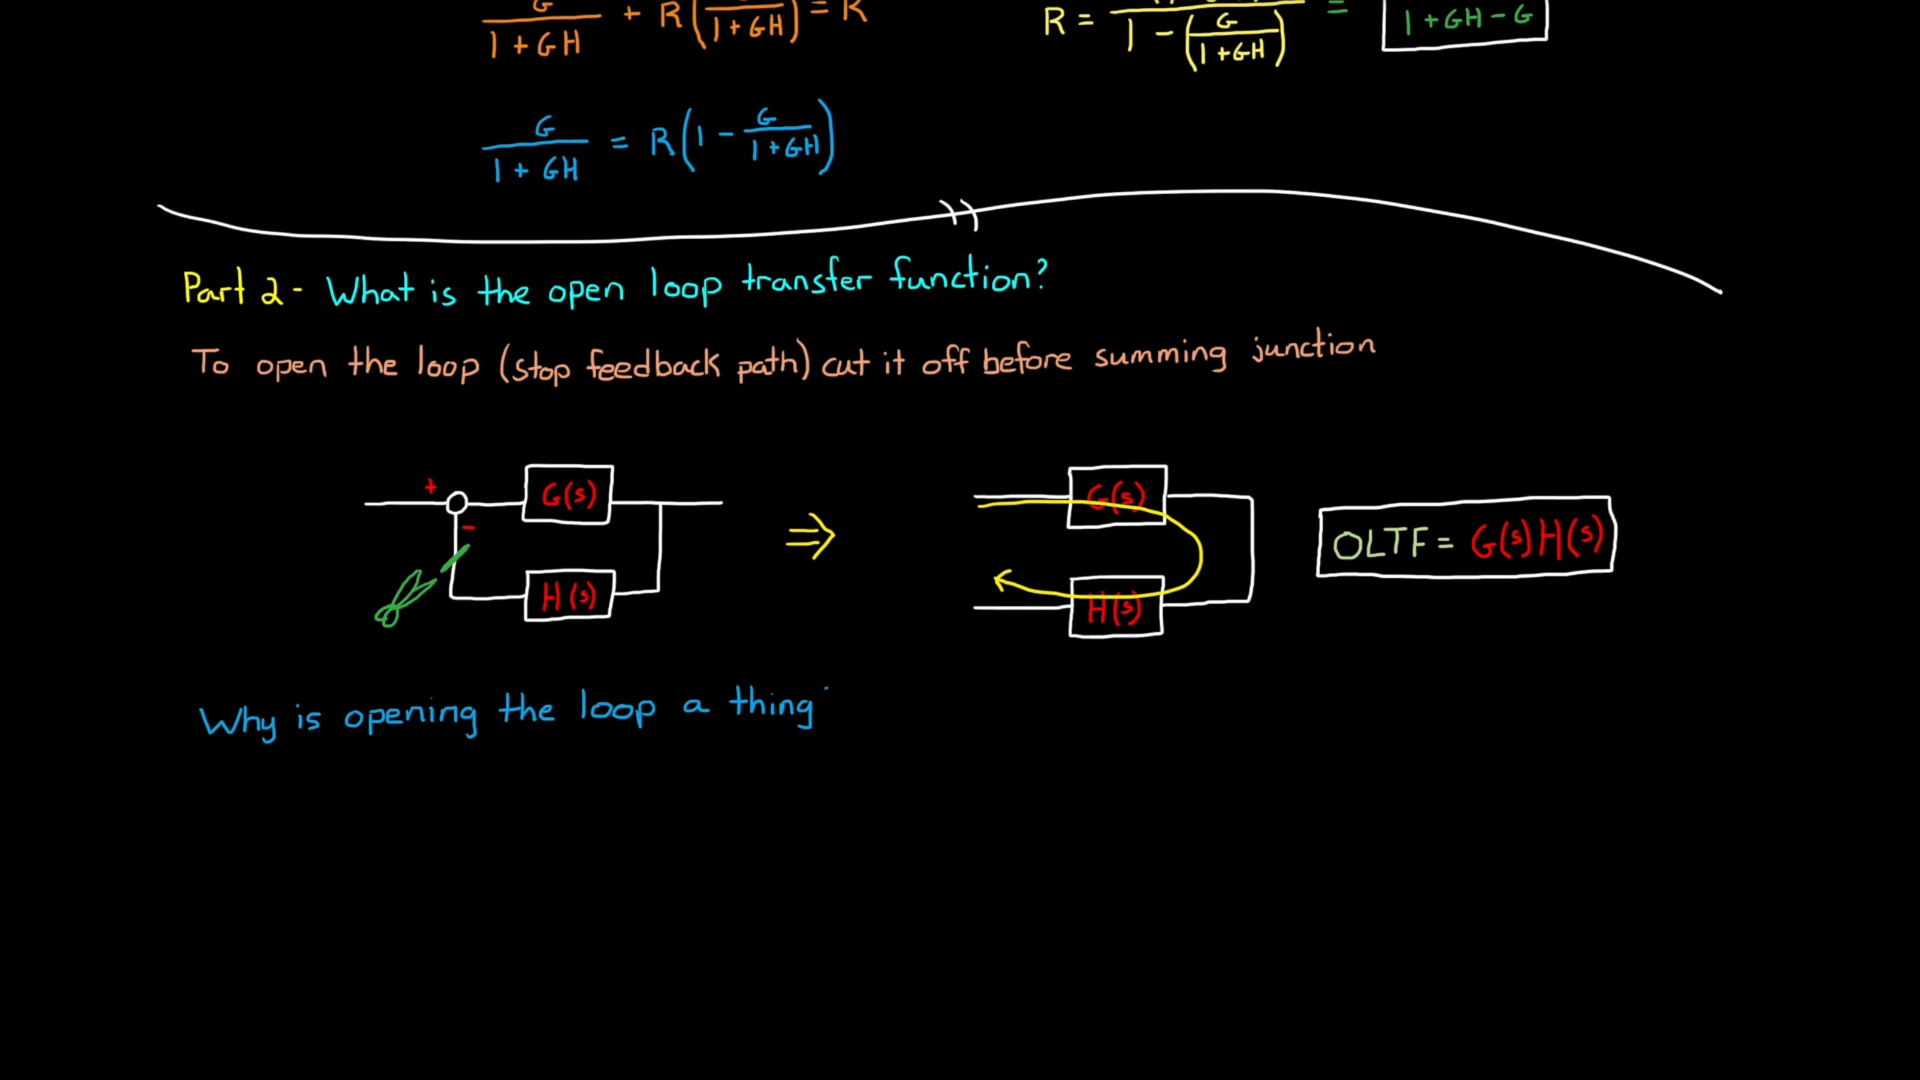 G/(1 + GH) + R(/(1 + GH)) = R
R = /(1 - (G/(1 + GH))) = /(1 + GH - G)
G/(1 + GH) = R(1 - G/(1 + GH))
Part 2 - What is the open loop transfer function?
To open the loop (stop feedback path) cut it off before summing junction
+ G(s) ⇒ G(s)
-
OLTF = G(s)H(s)
H(s) H(s)
Why is opening the loop a thing